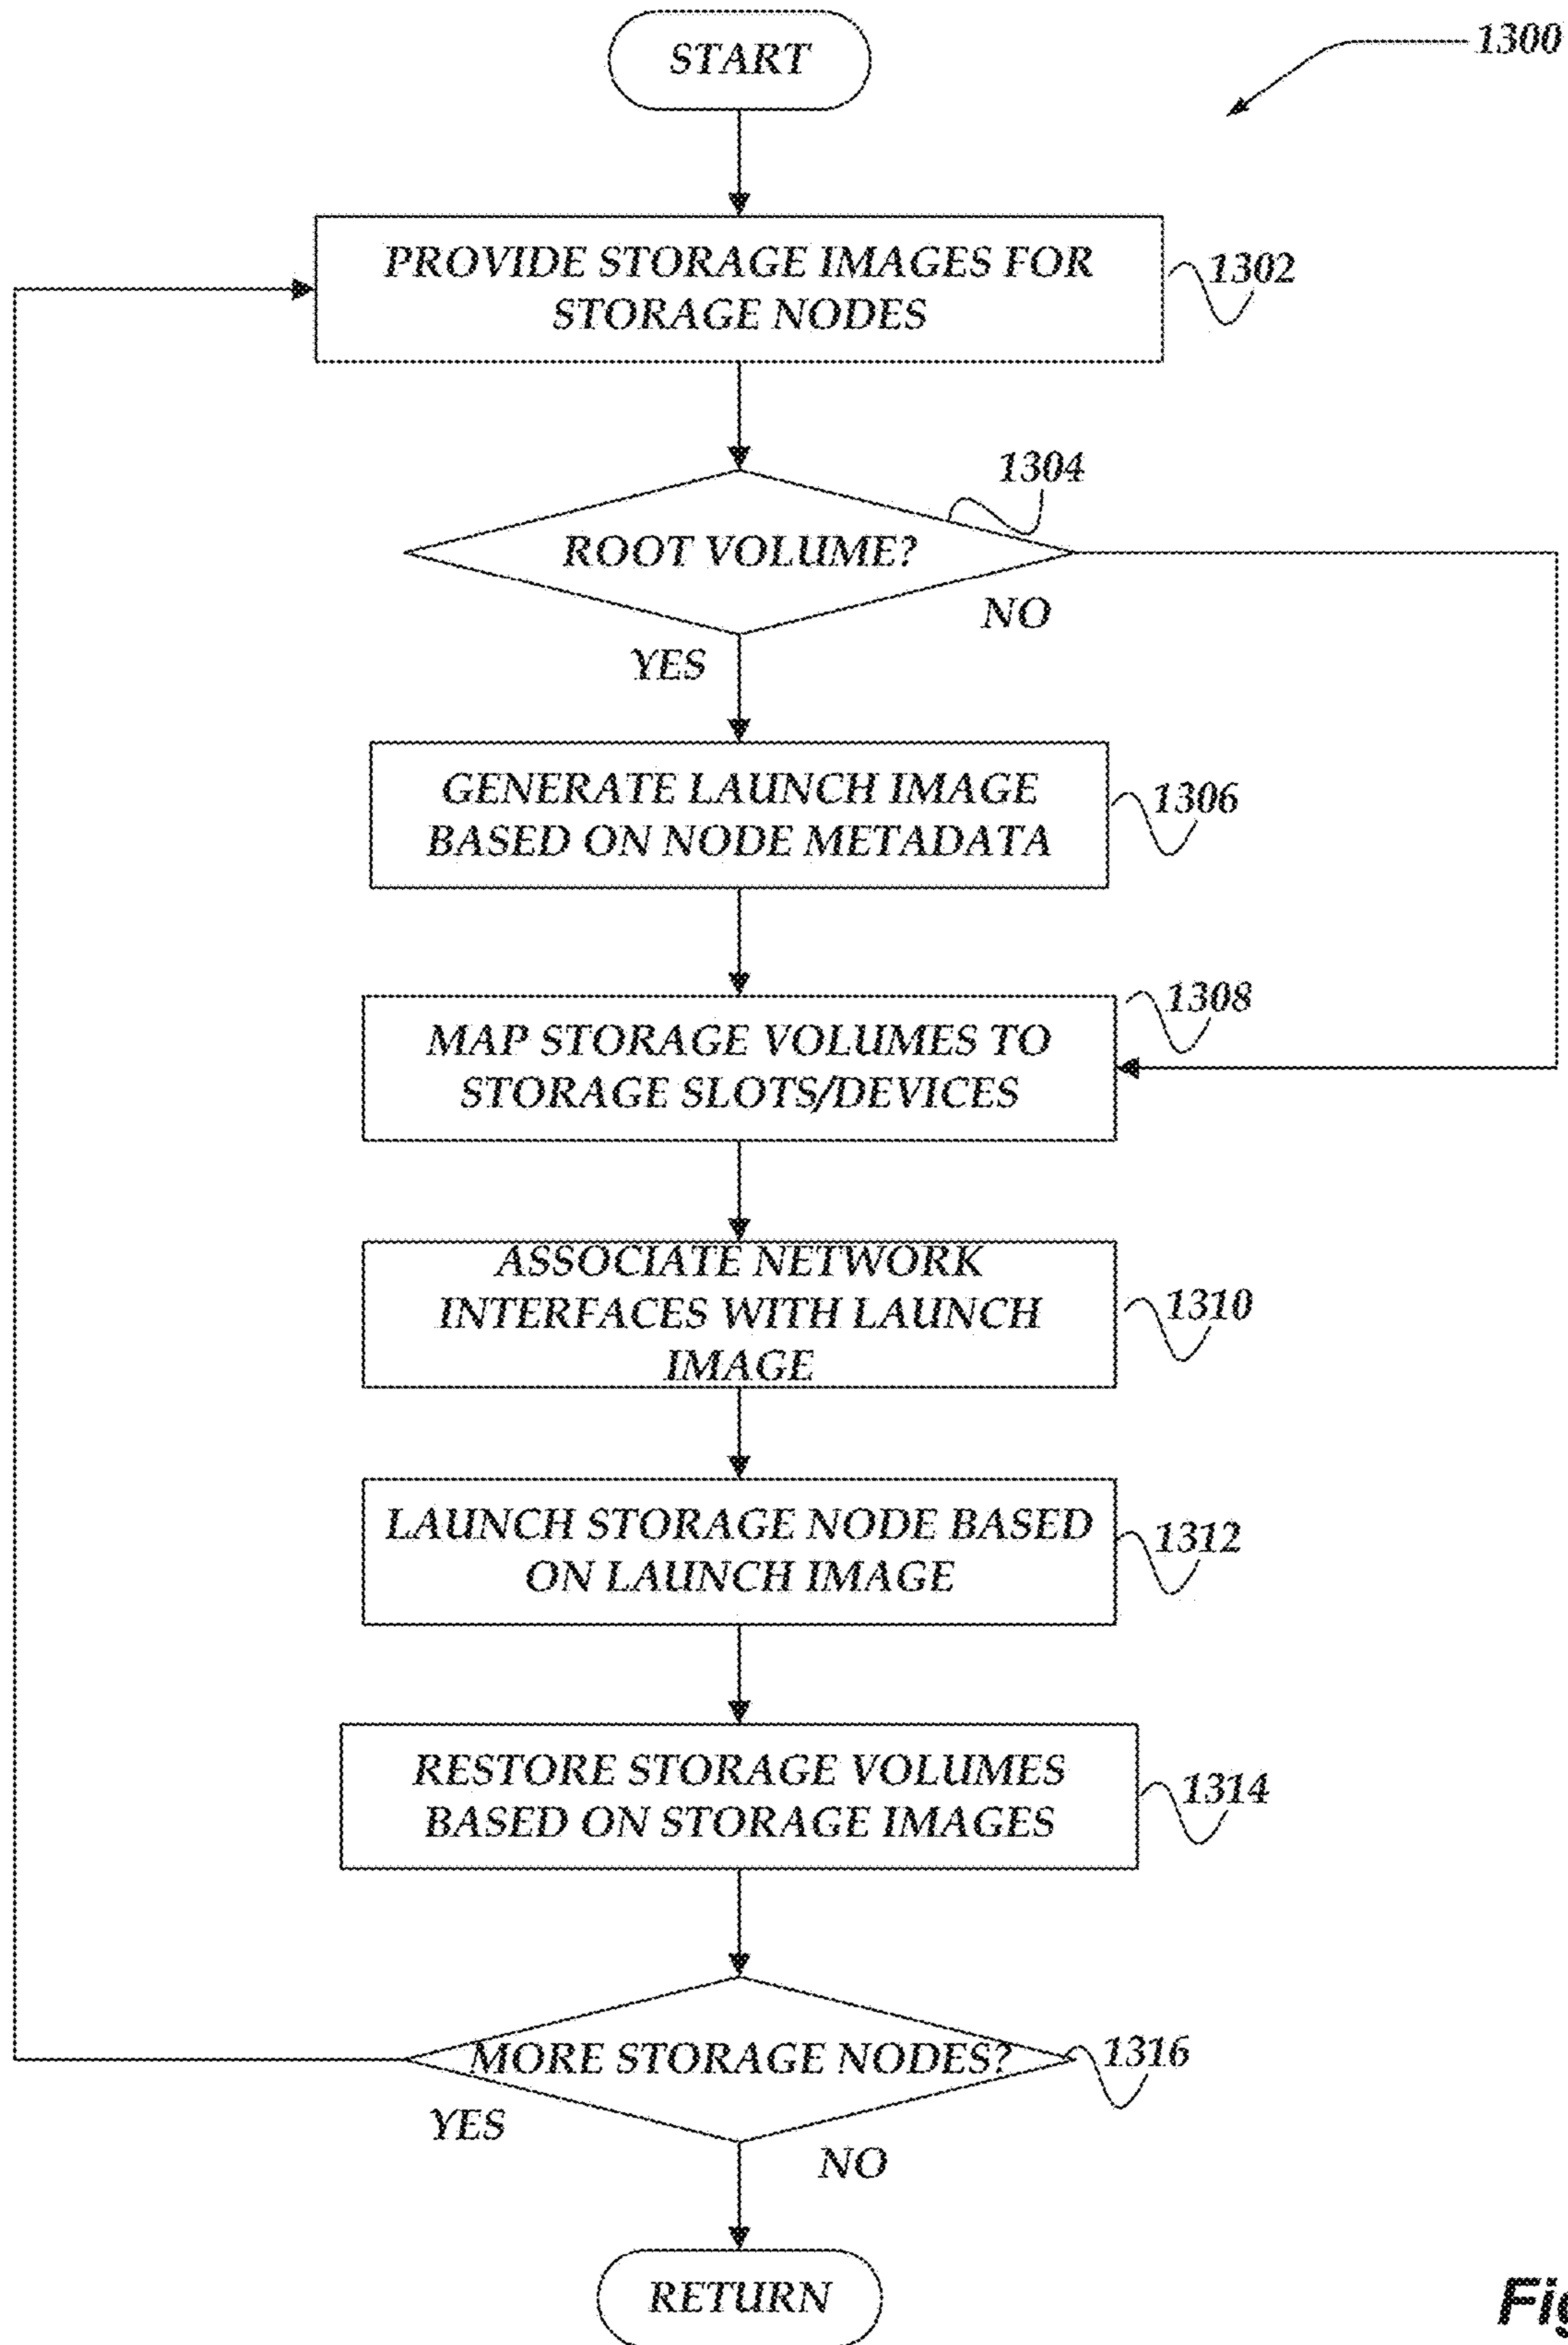 START
1300
PROVIDE STORAGE IMAGES FOR
STORAGE NODES
1302
1304
ROOT VOLUME?
NO
YES
GENERATE LAUNCH IMAGE
BASED ON NODE METADATA
1306
MAP STORAGE VOLUMES TO
STORAGE SLOTS/DEVICES
1308
ASSOCIATE NETWORK
INTERFACES WITH LAUNCH
IMAGE
1310
LAUNCH STORAGE NODE BASED
ON LAUNCH IMAGE
1312
RESTORE STORAGE VOLUMES
BASED ON STORAGE IMAGES
1314
MORE STORAGE NODES?
1316
YES
NO
RETURN